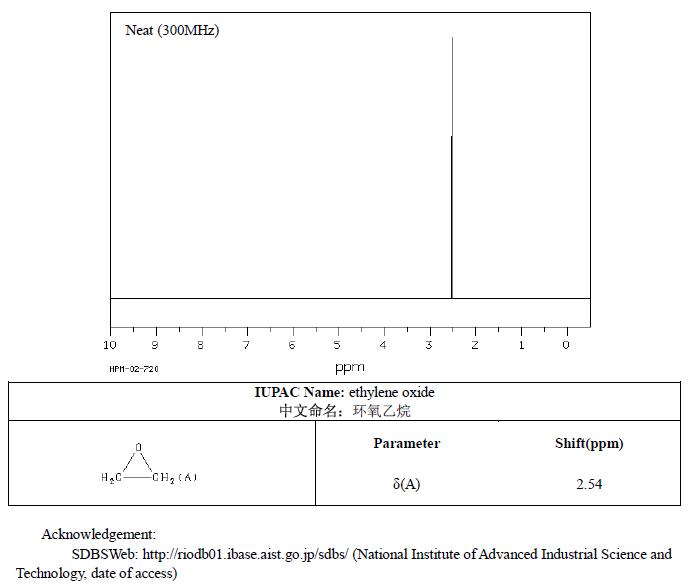 Neat (300MHz)
10 9 8 7 6 5 4 3 2 1 0
HPM-02-720
ppm
IUPAC Name: ethylene oxide
中文命名：环氧乙烷
Parameter Shift(ppm)
O
H2C CH2 (A)
δ(A) 2.54
Acknowledgement:
SDBSWeb: http://riodb01.ibase.aist.go.jp/sdbs/ (National Institute of Advanced Industrial Science and
Technology, date of access)